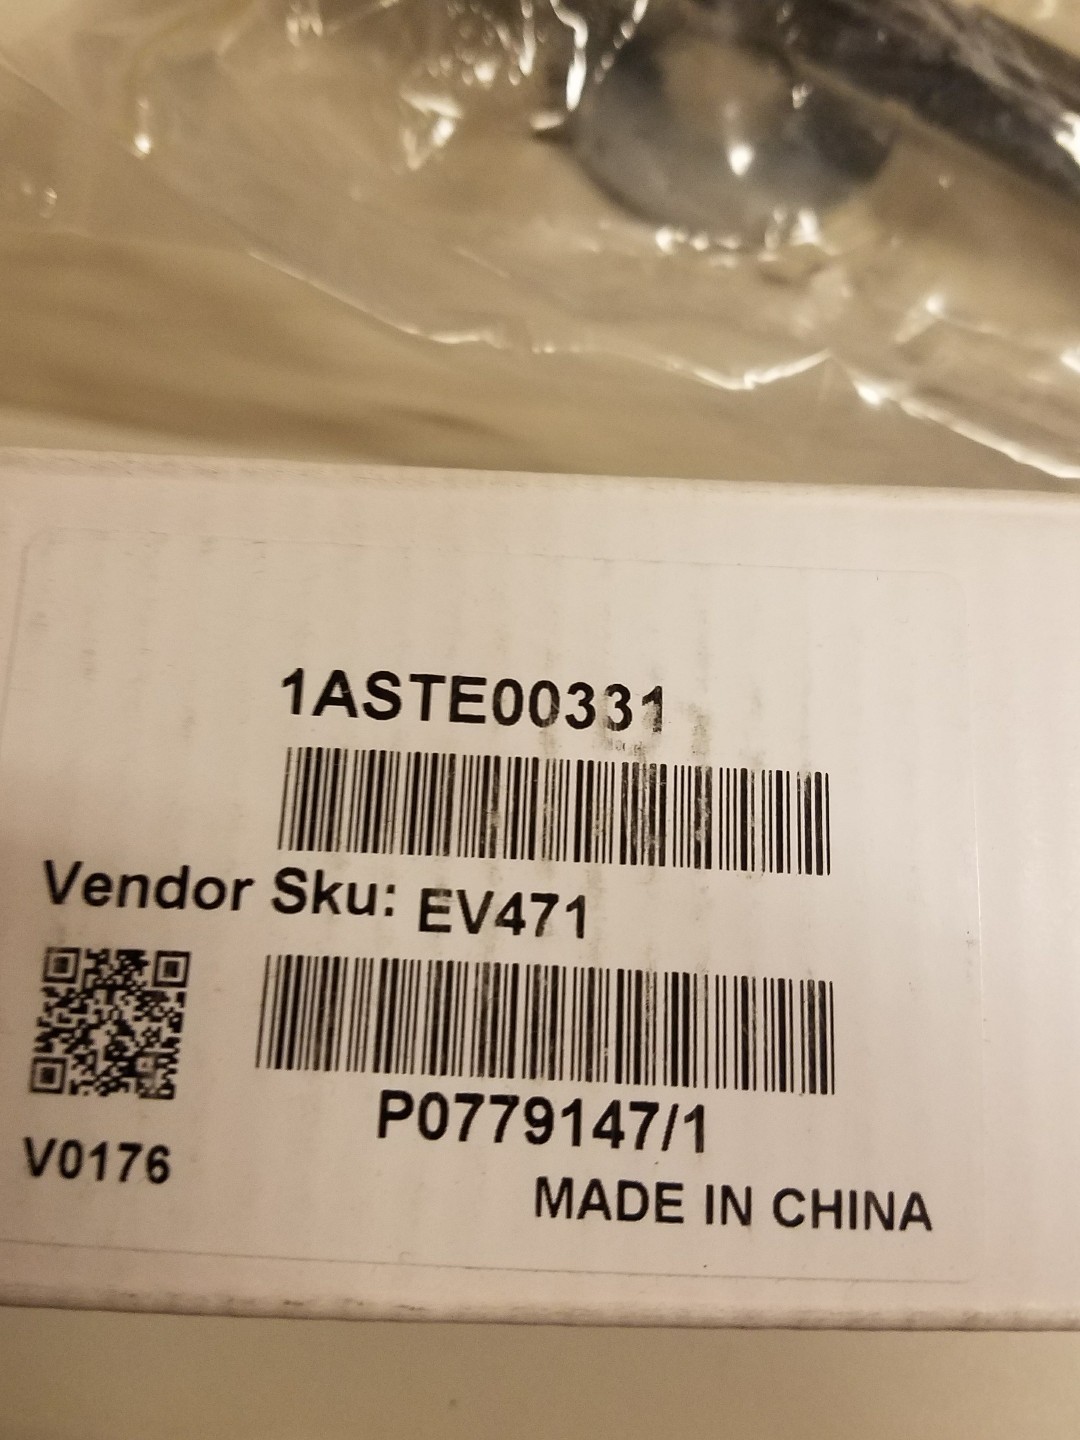 1ASTE00331
Vendor Sku: EV471
P0779147/1
V0176
MADE IN CHINA